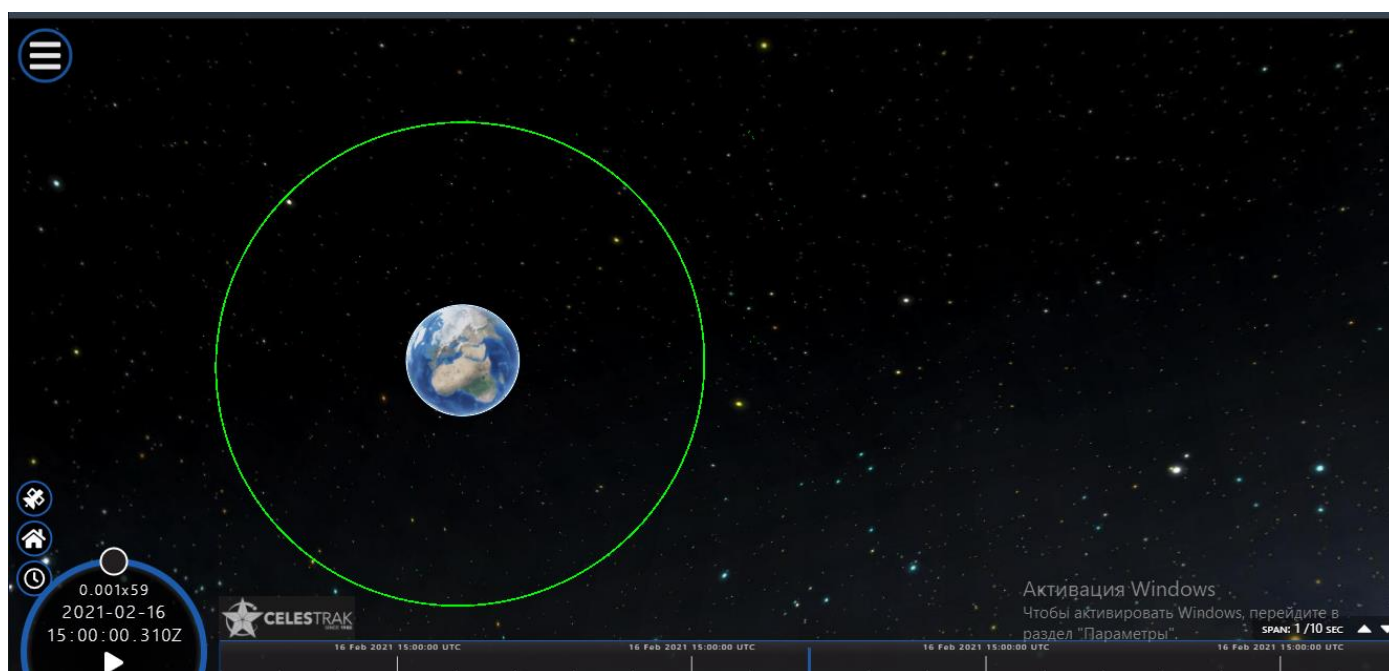 0.001x59
2021-02-16
15:00:00.310Z
CELESTRAK
Активация Windows
Чтобы активировать Windows, перейдите в
раздел "Параметры".
SPAN: 1/10 SEC
16 Feb 2021 15:00:00 UTC
16 Feb 2021 15:00:00 UTC
16 Feb 2021 15:00:00 UTC
16 Feb 2021 15:00:00 UTC